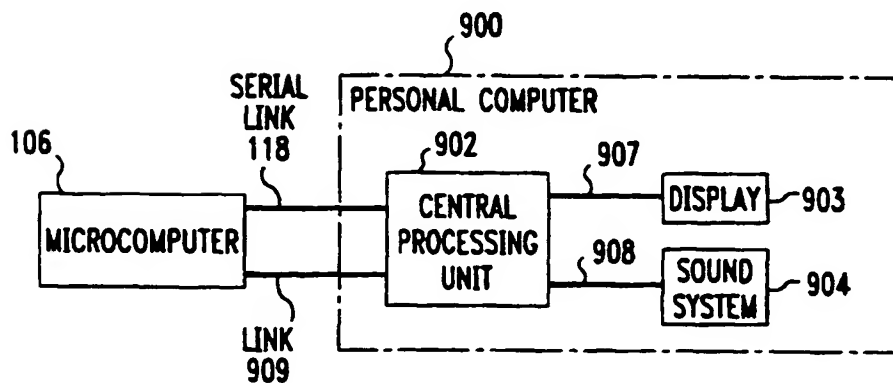 900
SERIAL
LINK
118
PERSONAL COMPUTER
106
902
907
MICROCOMPUTER
CENTRAL
PROCESSING
UNIT
DISPLAY
903
908
SOUND
SYSTEM
904
LINK
909